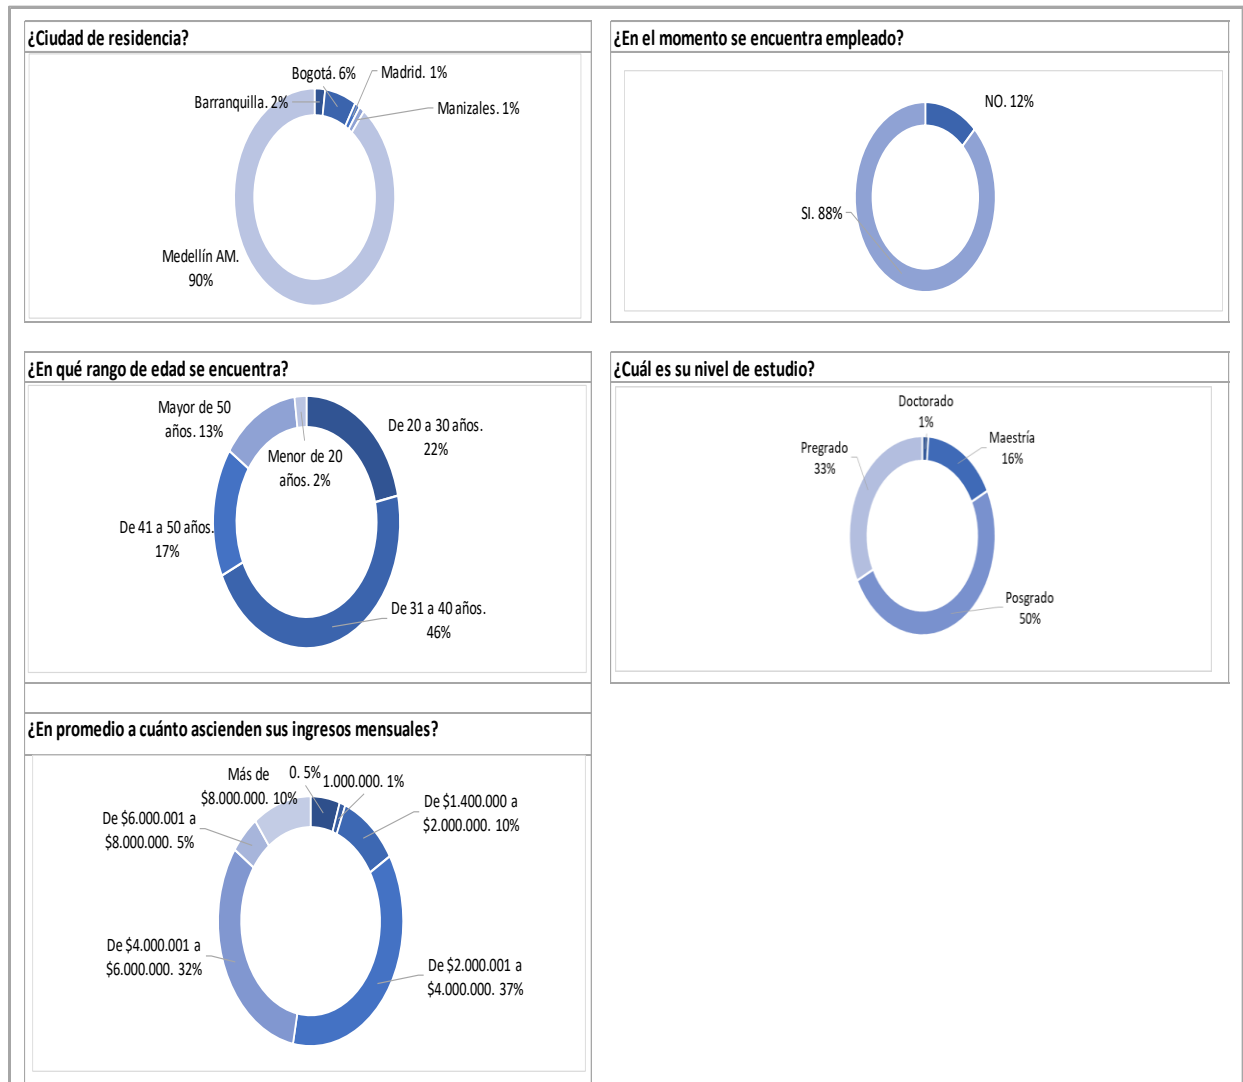 ¿Ciudad de residencia?
Bogotá. 6%
Madrid. 1%
Barranquilla. 2%
Manizales. 1%
Medellín AM.
90%
¿En el momento se encuentra empleado?
NO. 12%
SI. 88%
¿En qué rango de edad se encuentra?
Mayor de 50
años. 13%
De 20 a 30 años.
22%
Menor de 20
años. 2%
De 41 a 50 años.
17%
De 31 a 40 años.
46%
¿Cuál es su nivel de estudio?
Doctorado
1%
Maestría
16%
Pregrado
33%
Posgrado
50%
¿En promedio a cuánto ascienden sus ingresos mensuales?
Más de
$8.000.000. 10%
0. 5%
1.000.000. 1%
De $1.400.000 a
$2.000.000. 10%
De $6.000.001 a
$8.000.000. 5%
De $4.000.001 a
$6.000.000. 32%
De $2.000.001 a
$4.000.000. 37%